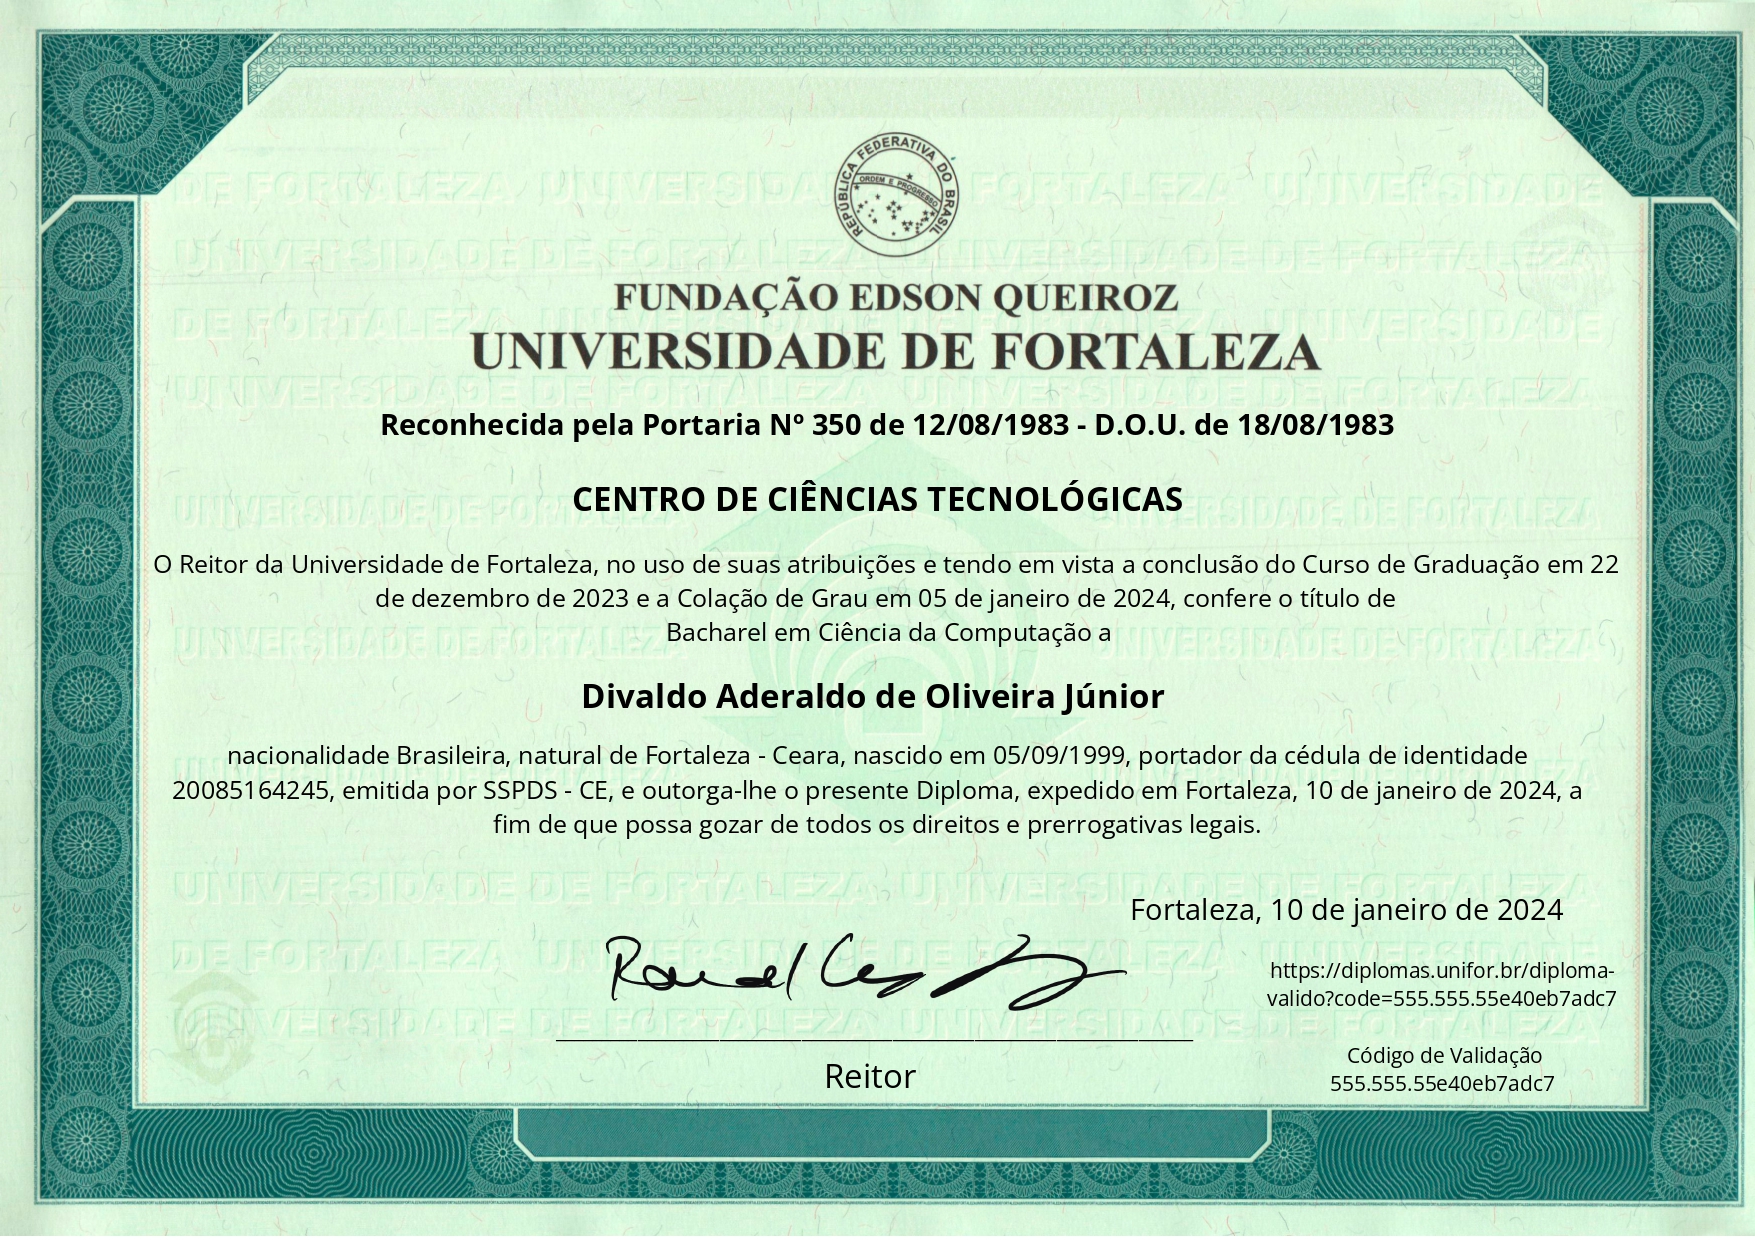 REPÚBLICA FEDERATIVA DO BRASIL
ORDEM E PROGRESSO
FUNDAÇÃO EDSON QUEIROZ
UNIVERSIDADE DE FORTALEZA
Reconhecida pela Portaria Nº 350 de 12/08/1983 - D.O.U. de 18/08/1983
CENTRO DE CIÊNCIAS TECNOLÓGICAS
O Reitor da Universidade de Fortaleza, no uso de suas atribuições e tendo em vista a conclusão do Curso de Graduação em 22
de dezembro de 2023 e a Colação de Grau em 05 de janeiro de 2024, confere o título de
Bacharel em Ciência da Computação a
Divaldo Aderaldo de Oliveira Júnior
nacionalidade Brasileira, natural de Fortaleza - Ceara, nascido em 05/09/1999, portador da cédula de identidade
20085164245, emitida por SSPDS - CE, e outorga-lhe o presente Diploma, expedido em Fortaleza, 10 de janeiro de 2024, a
fim de que possa gozar de todos os direitos e prerrogativas legais.
Fortaleza, 10 de janeiro de 2024
https://diplomas.unifor.br/diploma-
valido?code=555.555.55e40eb7adc7
Reitor
Código de Validação
555.555.55e40eb7adc7